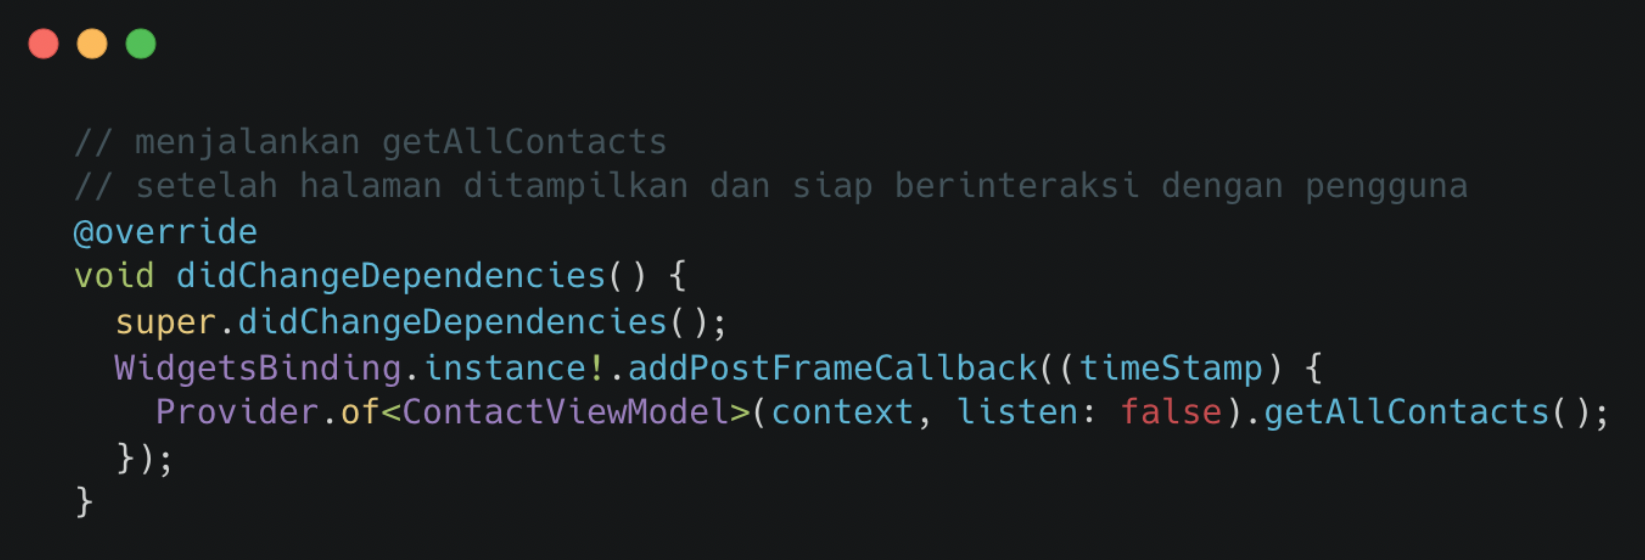 // menjalankan getAllContacts
// setelah halaman ditampilkan dan siap berinteraksi dengan pengguna
@override
void didChangeDependencies() {
  super.didChangeDependencies();
  WidgetsBinding.instance!.addPostFrameCallback((timeStamp) {
    Provider.of<ContactViewModel>(context, listen: false).getAllContacts();
  });
}